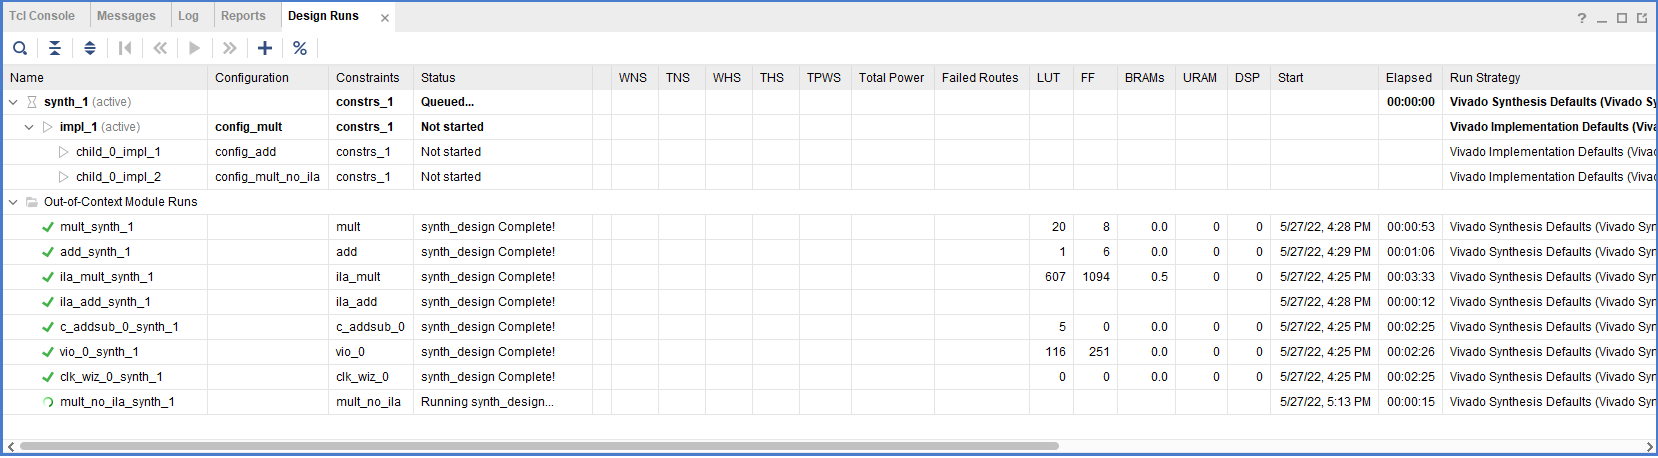 Tcl Console Messages Log Reports Design Runs × ? _
%
Name Configuration Constraints Status WNS TNS WHS THS TPWS Total Power Failed Routes LUT FF BRAMs URAM DSP Start Elapsed Run Strategy
synth_1 (active) constrs_1 Queued... 00:00:00 Vivado Synthesis Defaults (Vivado Sy
impl_1 (active) config_mult constrs_1 Not started Vivado Implementation Defaults (Viva
child_0_impl_1 config_add constrs_1 Not started Vivado Implementation Defaults (Viva
child_0_impl_2 config_mult_no_ila constrs_1 Not started Vivado Implementation Defaults (Viva
Out-of-Context Module Runs
mult_synth_1 mult synth_design Complete! 20 8 0.0 0 0 5/27/22, 4:28 PM 00:00:53 Vivado Synthesis Defaults (Vivado Syn
add_synth_1 add synth_design Complete! 1 6 0.0 0 0 5/27/22, 4:29 PM 00:01:06 Vivado Synthesis Defaults (Vivado Syn
ila_mult_synth_1 ila_mult synth_design Complete! 607 1094 0.5 0 0 5/27/22, 4:25 PM 00:03:33 Vivado Synthesis Defaults (Vivado Syn
ila_add_synth_1 ila_add synth_design Complete! 5/27/22, 4:28 PM 00:00:12 Vivado Synthesis Defaults (Vivado Syn
c_addsub_0_synth_1 c_addsub_0 synth_design Complete! 5 0 0.0 0 0 5/27/22, 4:25 PM 00:02:25 Vivado Synthesis Defaults (Vivado Syn
vio_0_synth_1 vio_0 synth_design Complete! 116 251 0.0 0 0 5/27/22, 4:25 PM 00:02:26 Vivado Synthesis Defaults (Vivado Syn
clk_wiz_0_synth_1 clk_wiz_0 synth_design Complete! 0 0 0.0 0 0 5/27/22, 4:25 PM 00:02:25 Vivado Synthesis Defaults (Vivado Syn
mult_no_ila_synth_1 mult_no_ila Running synth_design... 5/27/22, 5:13 PM 00:00:15 Vivado Synthesis Defaults (Vivado Syn